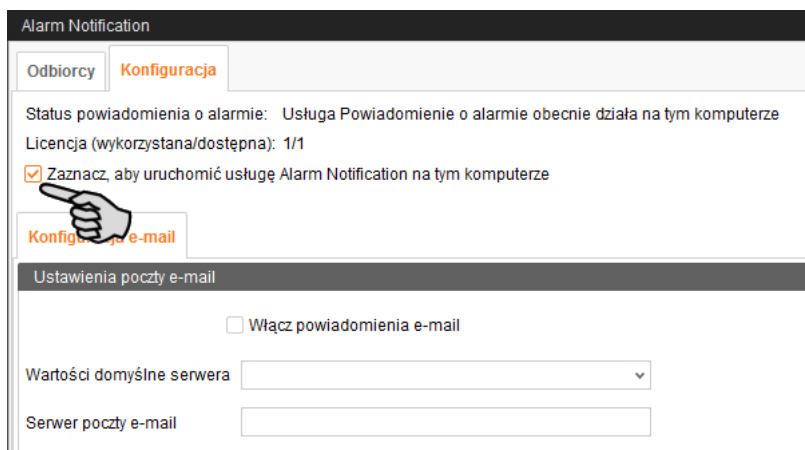 Alarm Notification
Odbiorcy Konfiguracja
Status powiadomienia o alarmie: Usługa Powiadomienie o alarmie obecnie działa na tym komputerze
Licencja (wykorzystana/dostępna): 1/1
Zaznacz, aby uruchomić usługę Alarm Notification na tym komputerze
e-mail
Ustawienia poczty e-mail
Włącz powiadomienia e-mail
Wartości domyślne serwera
Serwer poczty e-mail